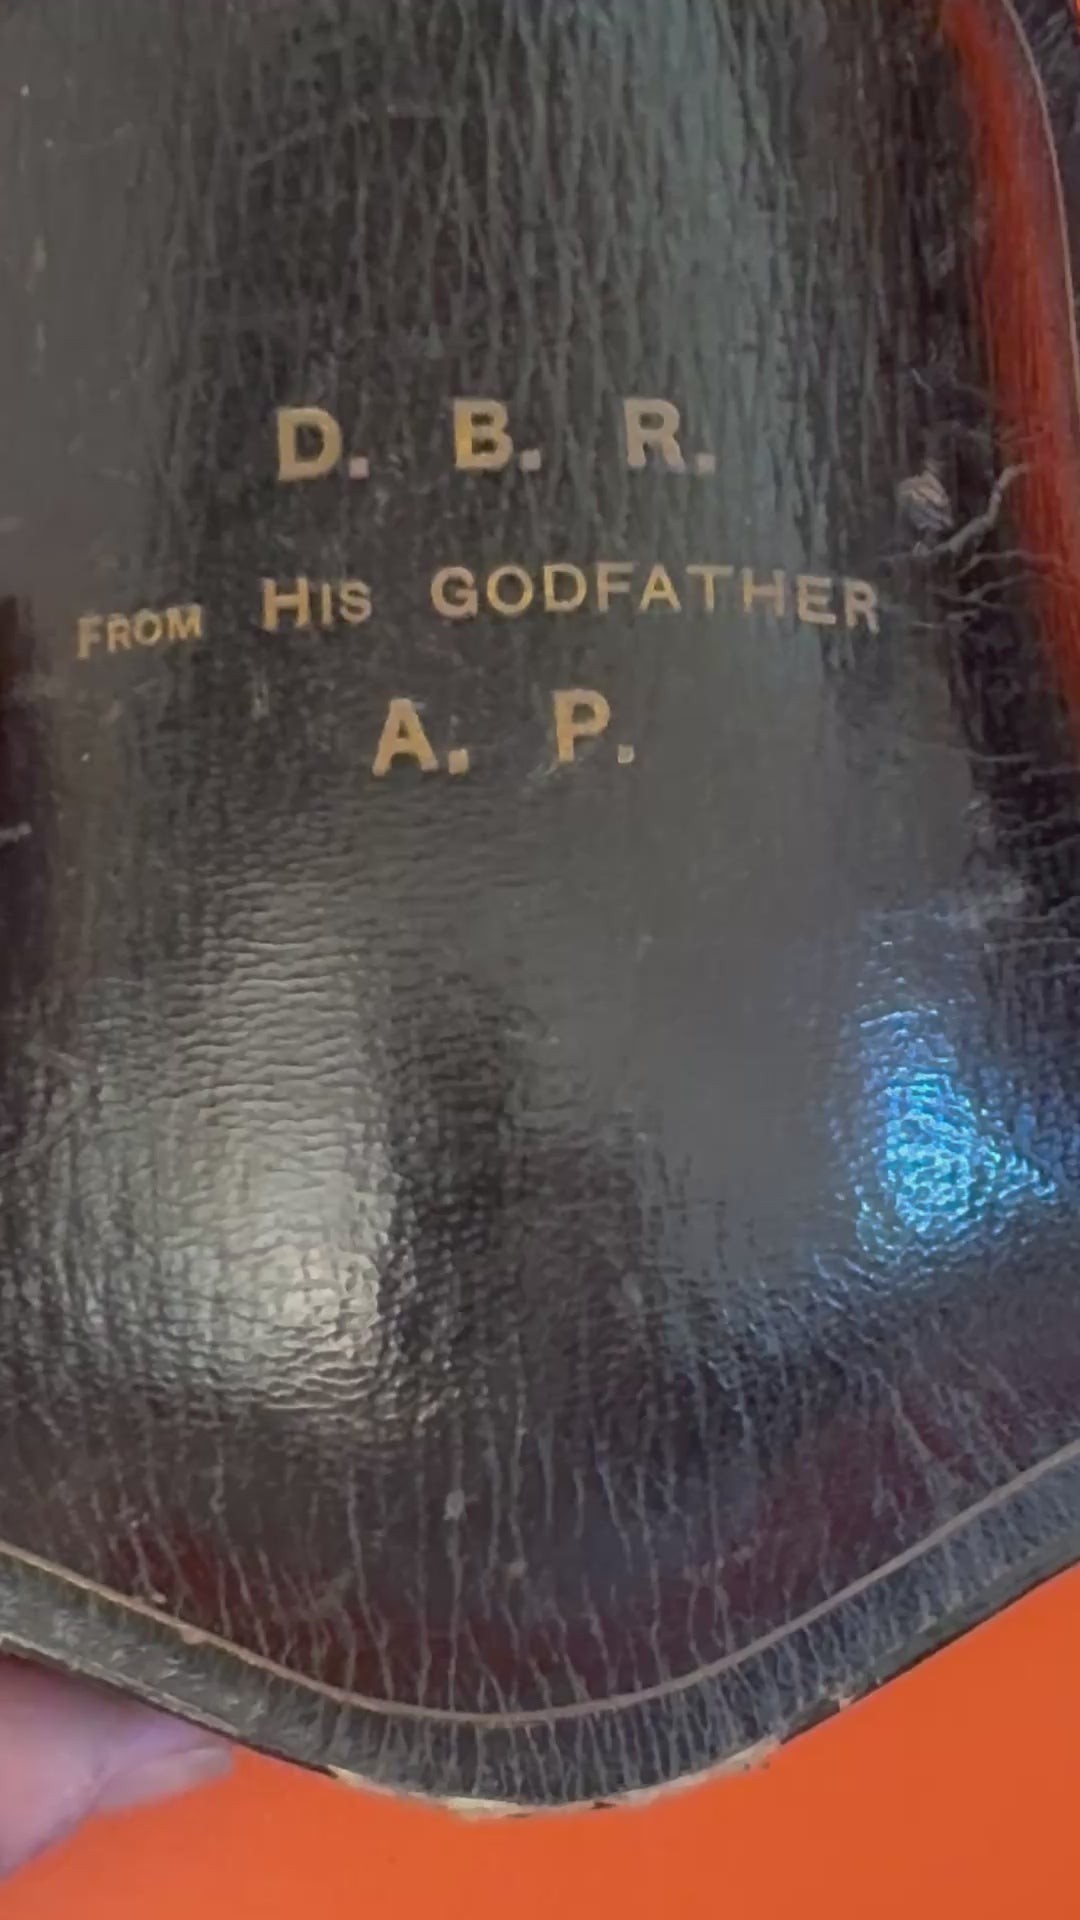 D. B. R.
FROM HIS GODFATHER
A. P.